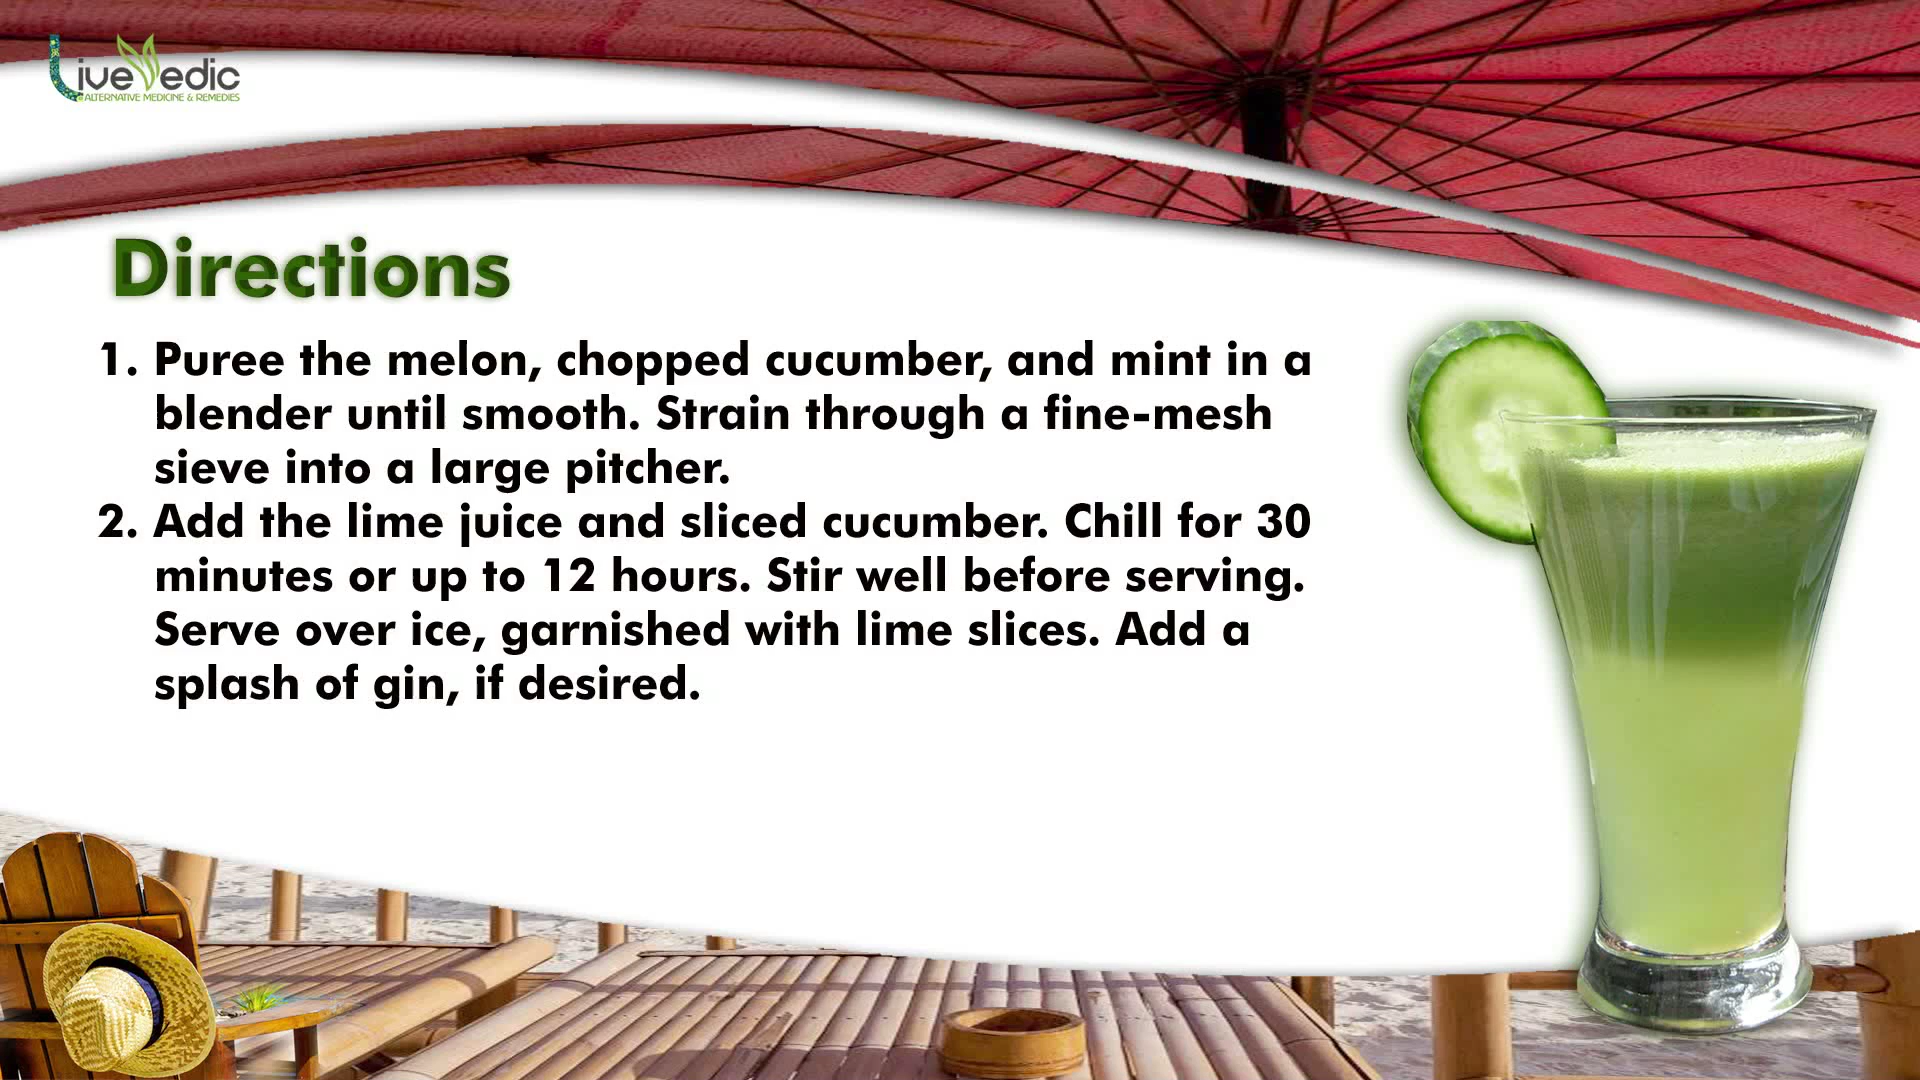 LiveVedic
ALTERNATIVE MEDICINE & REMEDIES
Directions
1. Puree the melon, chopped cucumber, and mint in a
blender until smooth. Strain through a fine-mesh
sieve into a large pitcher.
2. Add the lime juice and sliced cucumber. Chill for 30
minutes or up to 12 hours. Stir well before serving.
Serve over ice, garnished with lime slices. Add a
splash of gin, if desired.